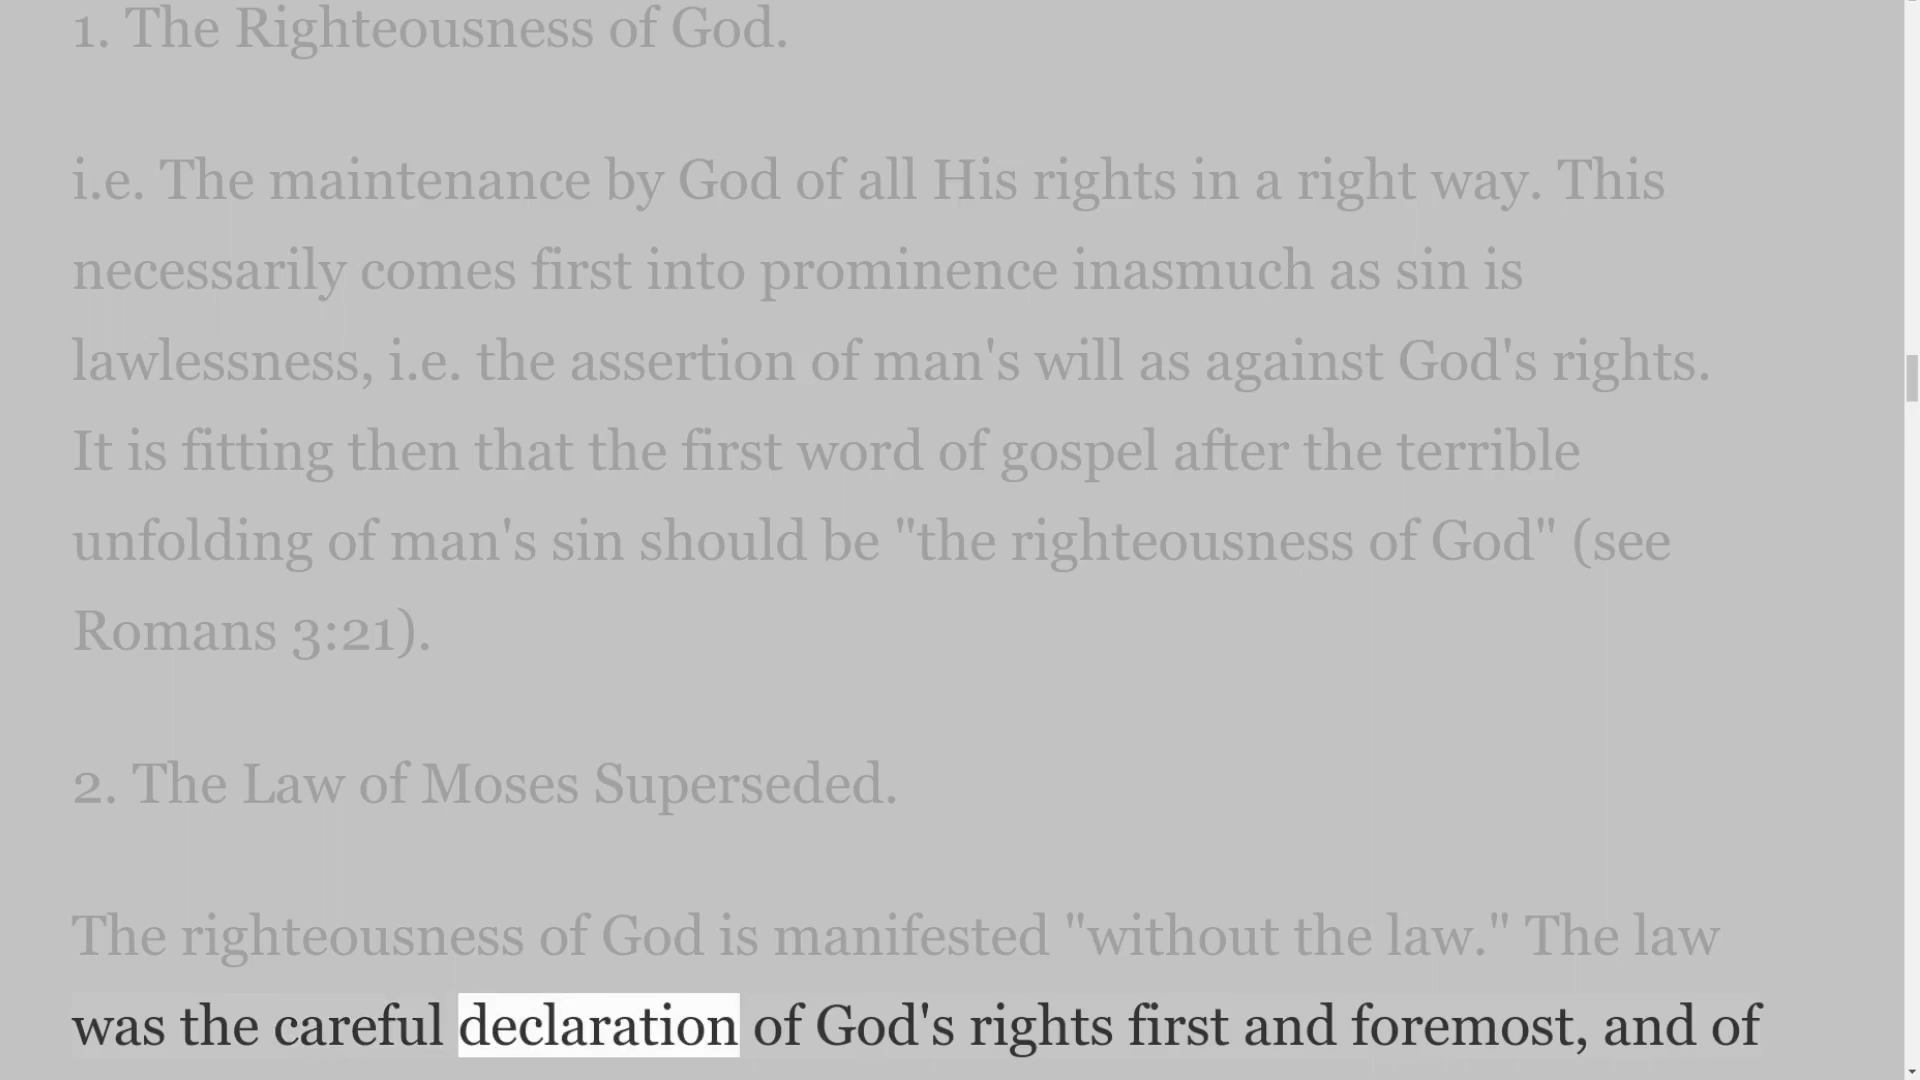 1. The Righteousness of God.
i.e. The maintenance by God of all His rights in a right way. This
necessarily comes first into prominence inasmuch as sin is
lawlessness, i.e. the assertion of man's will as against God's rights.
It is fitting then that the first word of gospel after the terrible
unfolding of man's sin should be "the righteousness of God" (see
Romans 3:21).
2. The Law of Moses Superseded.
The righteousness of God is manifested "without the law." The law
was the careful declaration of God's rights first and foremost, and of